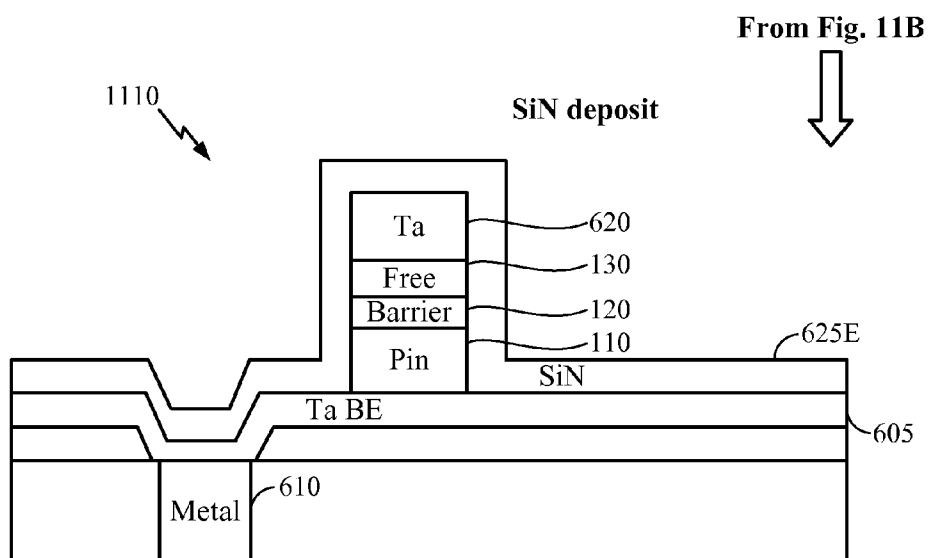 From Fig. 11B
1110
SiN deposit
Ta
620
130
Free
Barrier
120
110
Pin
625E
SiN
Ta BE
605
Metal
610